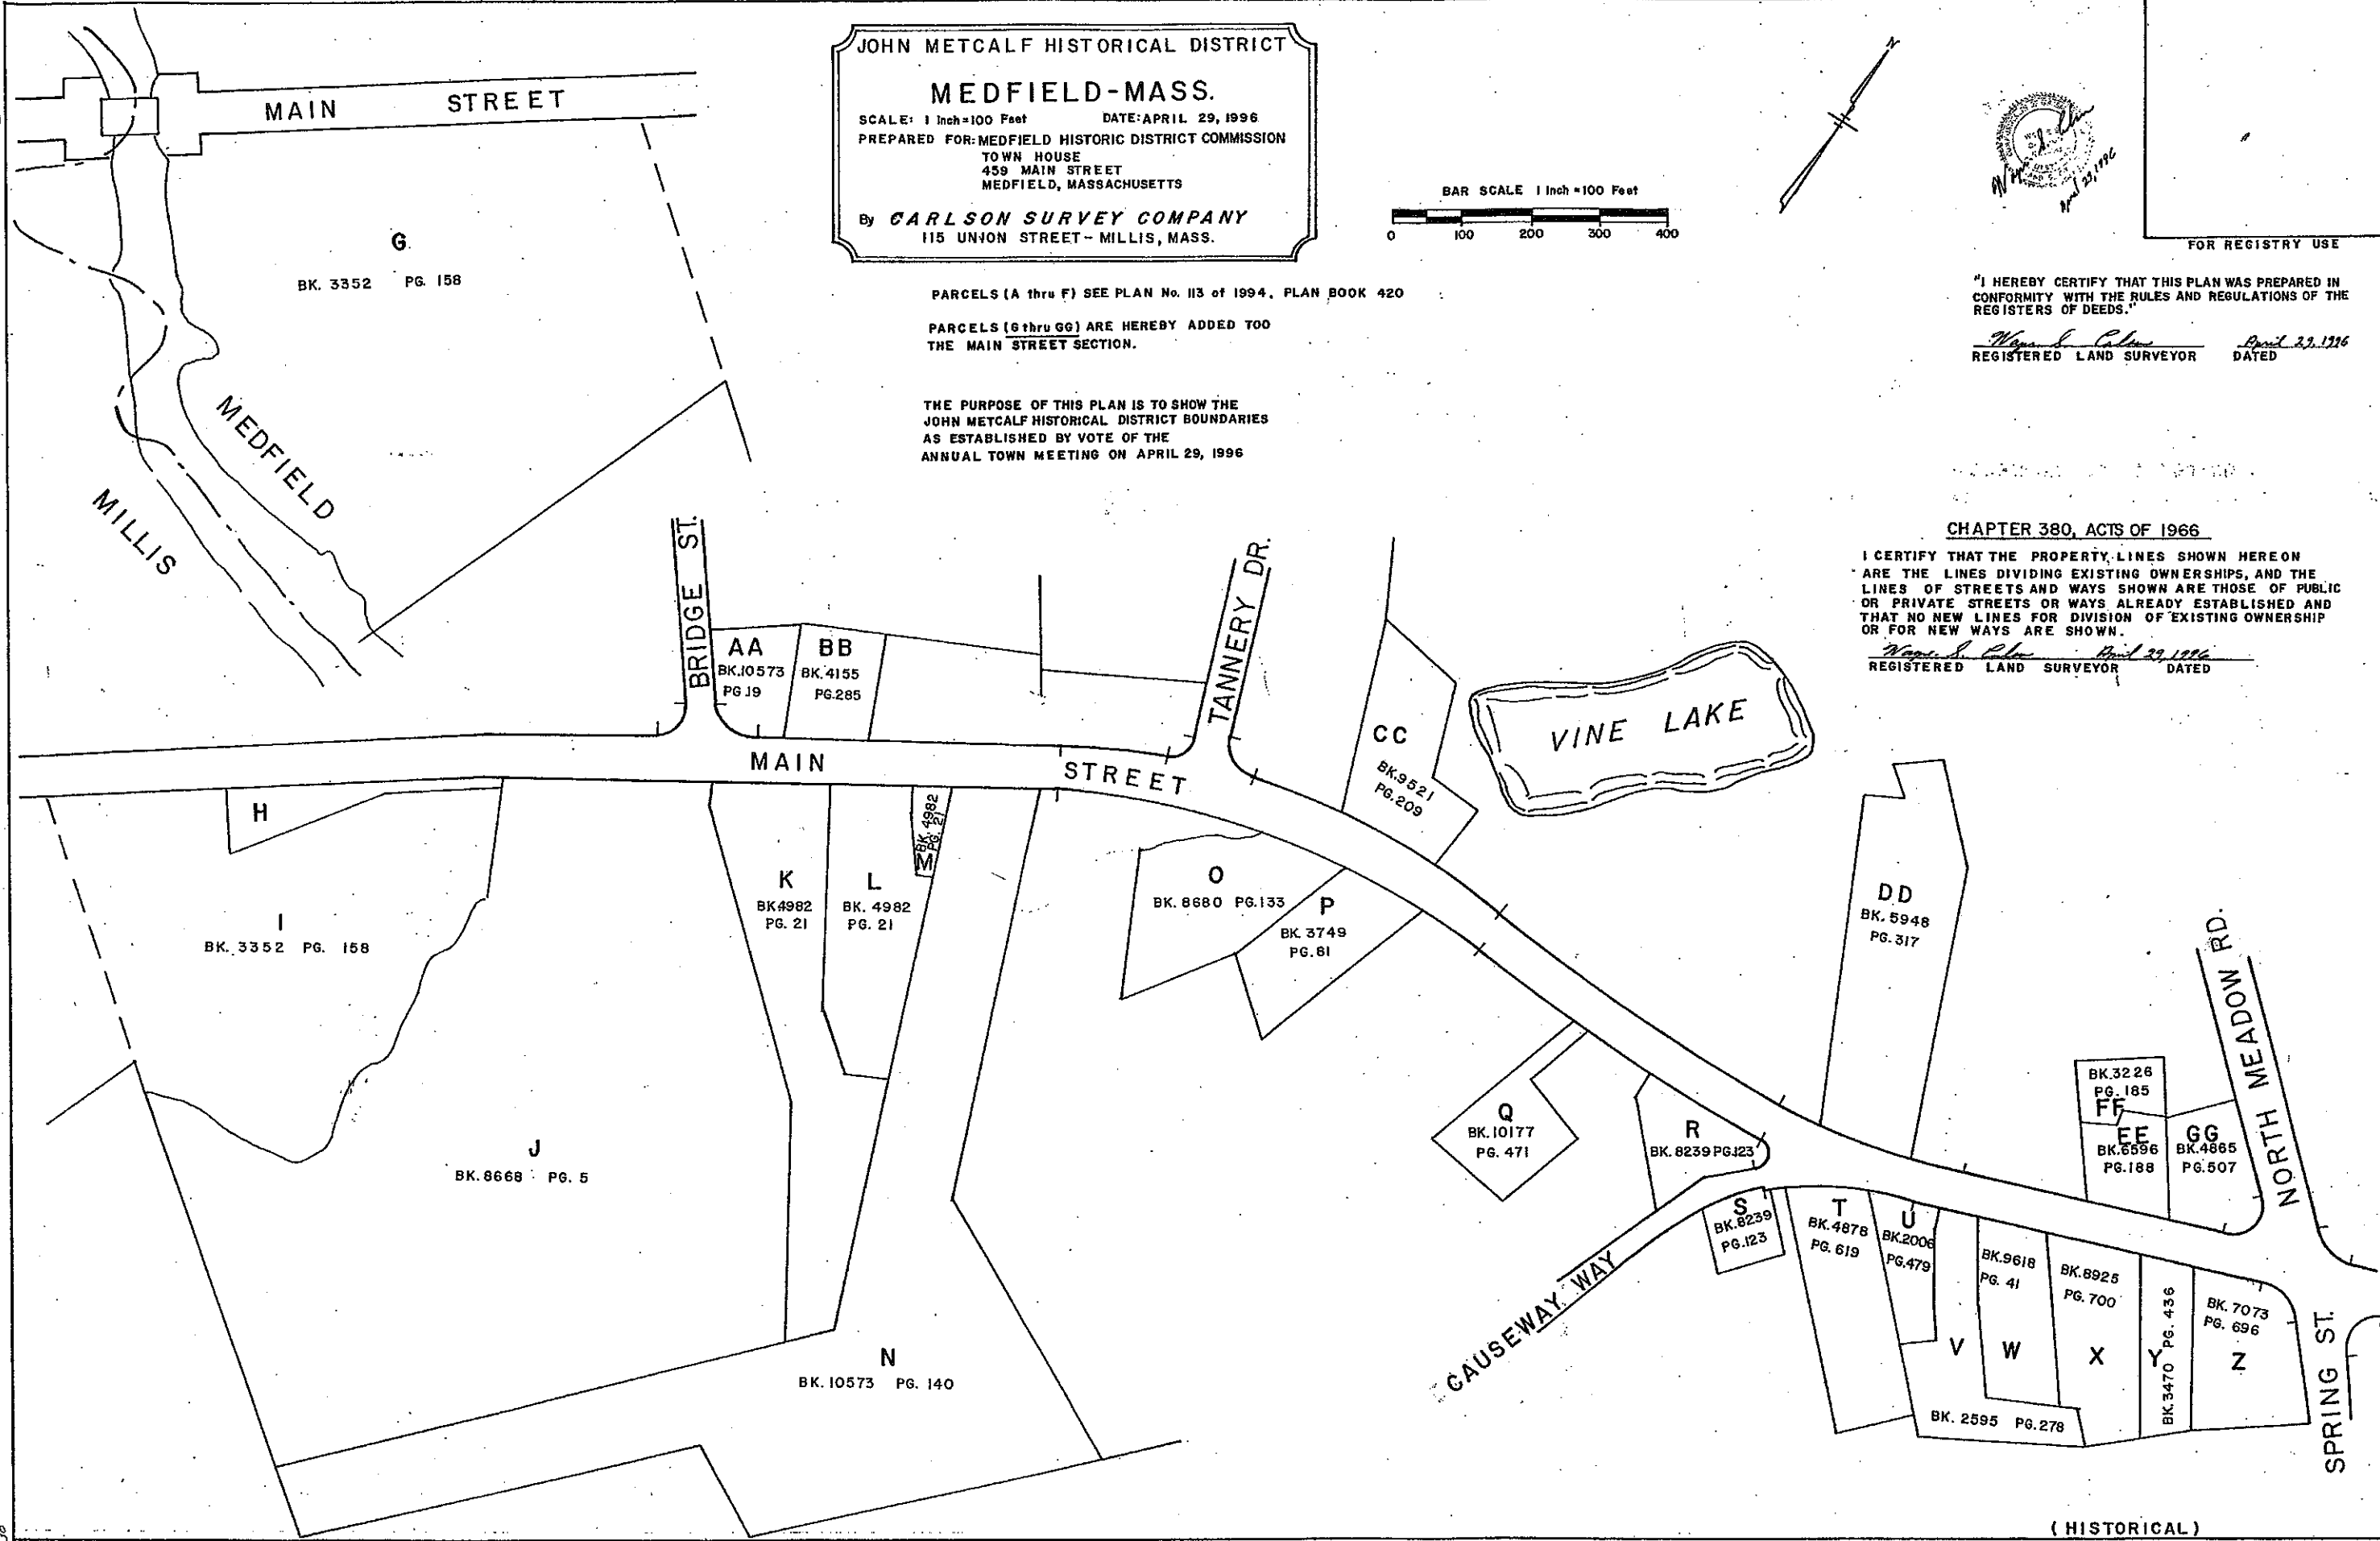 JOHN METCALF HISTORICAL DISTRICT
MEDFIELD-MASS.
SCALE: 1 Inch=100 Feet DATE: APRIL 29, 1996
PREPARED FOR: MEDFIELD HISTORIC DISTRICT COMMISSION
TOWN HOUSE
459 MAIN STREET
MEDFIELD, MASSACHUSETTS
By CARLSON SURVEY COMPANY
115 UNION STREET-MILLIS, MASS.
PARCELS (A thru F) SEE PLAN No. 113 of 1994, PLAN BOOK 420
PARCELS (G thru GG) ARE HEREBY ADDED TOO
THE MAIN STREET SECTION.
THE PURPOSE OF THIS PLAN IS TO SHOW THE
JOHN METCALF HISTORICAL DISTRICT BOUNDARIES
AS ESTABLISHED BY VOTE OF THE
ANNUAL TOWN MEETING ON APRIL 29, 1996
BAR SCALE 1 Inch=100 Feet
0 100 200 300 400
N
April 29, 1996
FOR REGISTRY USE
"I HEREBY CERTIFY THAT THIS PLAN WAS PREPARED IN
CONFORMITY WITH THE RULES AND REGULATIONS OF THE
REGISTERS OF DEEDS."
April 29, 1996
REGISTERED LAND SURVEYOR DATED
CHAPTER 380, ACTS OF 1966
I CERTIFY THAT THE PROPERTY LINES SHOWN HEREON
ARE THE LINES DIVIDING EXISTING OWNERSHIPS, AND THE
LINES OF STREETS AND WAYS SHOWN ARE THOSE OF PUBLIC
OR PRIVATE STREETS OR WAYS ALREADY ESTABLISHED AND
THAT NO NEW LINES FOR DIVISION OF EXISTING OWNERSHIP
OR FOR NEW WAYS ARE SHOWN.
April 29, 1996
REGISTERED LAND SURVEYOR DATED
MAIN STREET
G
BK. 3352 PG. 158
MEDFIELD
MILLIS
BRIDGE ST.
AA
BK.10573
PG.19
BB
BK.4155
PG.285
TANNERY DR.
CC
BK.9521
PG.209
VINE LAKE
MAIN STREET
H
I
BK. 3352 PG. 158
J
BK.8668 PG. 5
K
BK4982
PG. 21
L
BK. 4982
PG. 21
M
BK. 4982
PG. 21
N
BK.10573 PG. 140
O
BK. 8680 PG.133
P
BK. 3749
PG.81
Q
BK.10177
PG. 471
R
BK.8239 PG.123
S
BK.8239
PG.123
T
BK.4878
PG. 619
U
BK.2006
PG.479
V
BK. 2595 PG.278
W
BK.9618
PG. 41
X
BK.8925
PG.700
Y
BK.3470 PG. 436
Z
BK. 7073
PG. 696
DD
BK. 5948
PG. 317
BK.3226
PG. 185
FF
EE
BK.6596
PG.188
GG
BK.4865
PG.507
NORTH MEADOW RD.
CAUSEWAY WAY
SPRING ST.
(HISTORICAL)